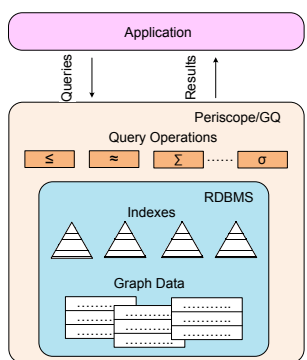 Application
Queries
Results
Periscope/GQ
Query Operations
≤ ≈ Σ ...... σ
RDBMS
Indexes
Graph Data